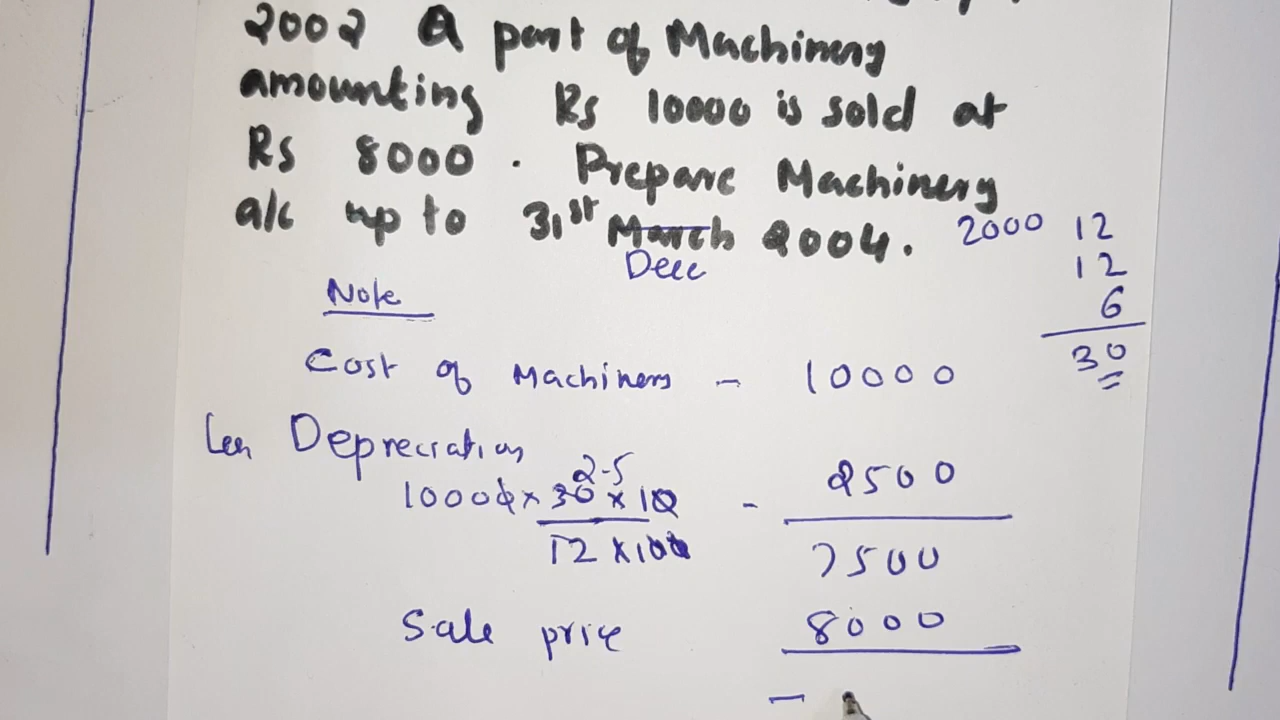 2002 A part of Machinery
amounting Rs 10000 is sold at
Rs 8000 . Prepare Machinery
a/c up to 31st March 2004.
Decc
2000 12
12
6
30
Note
Cost of Machinery - 10000
Depreciation
2.5
10000 x 30 x 10 - 2500
12 x 100
7500
Sale price 8000
-